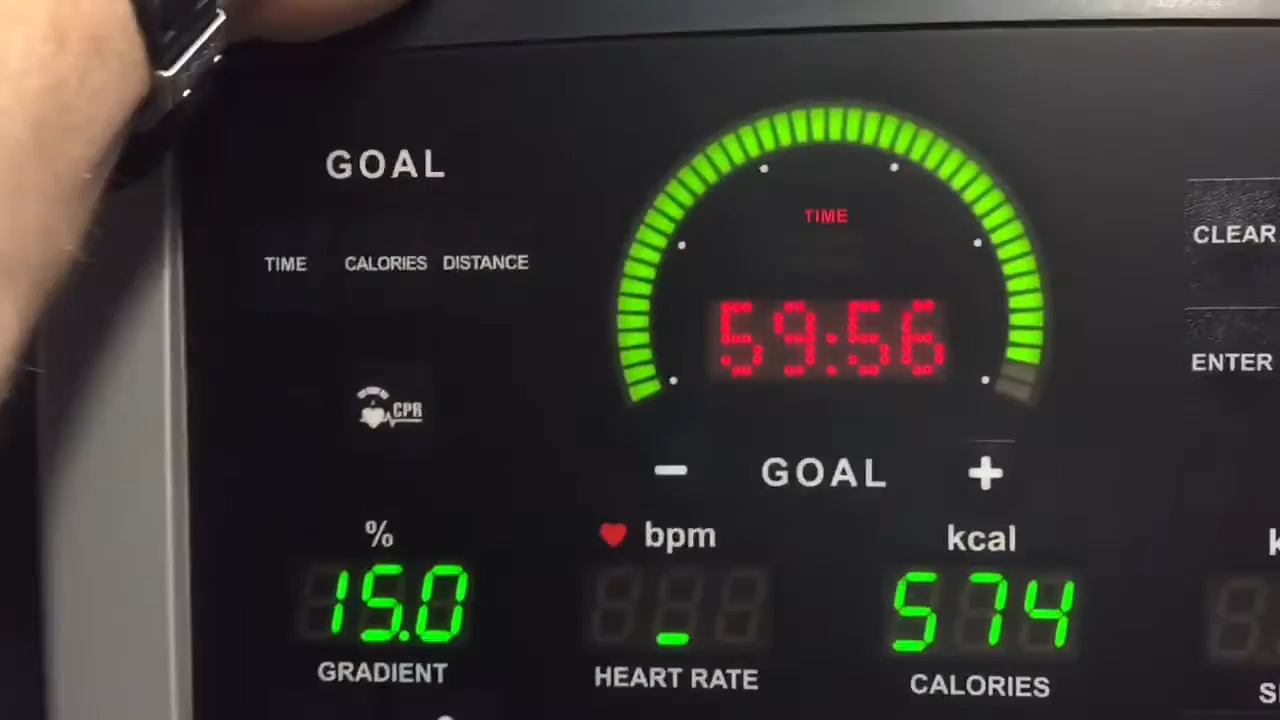 GOAL
TIME CALORIES DISTANCE
CPR
TIME
59:56
- GOAL +
CLEAR
ENTER
%
15.0
GRADIENT
bpm
-
HEART RATE
kcal
574
CALORIES